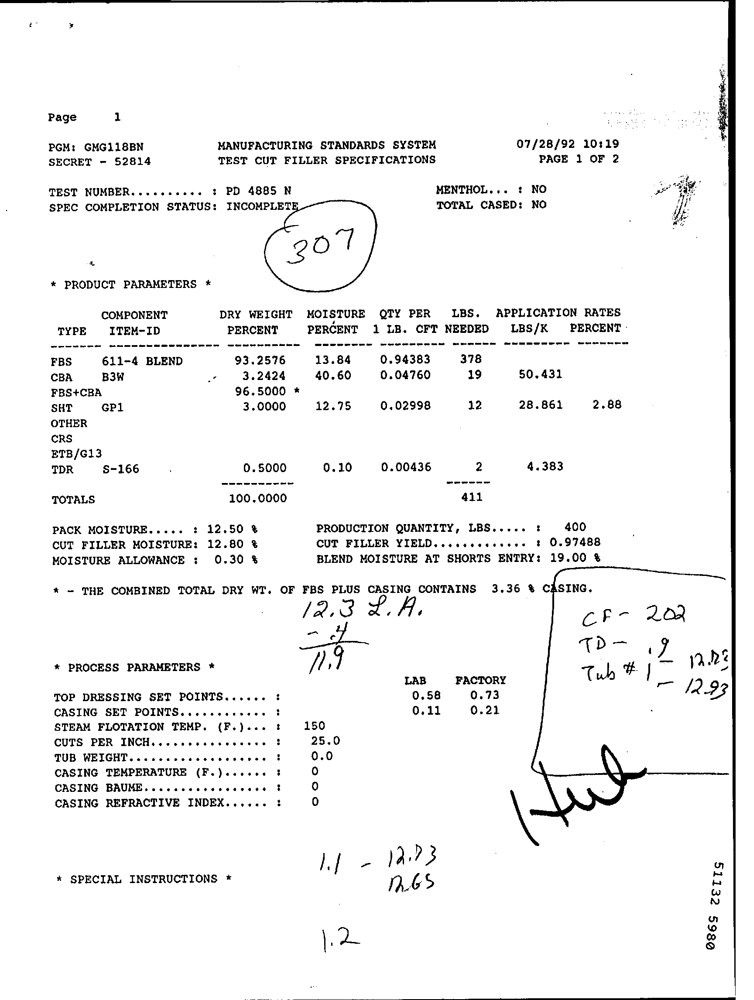 Page 1
PGM: GMG118BN MANUFACTURING STANDARDS SYSTEM 07/28/92 10:19
SECRET - 52814 TEST CUT FILLER SPECIFICATIONS PAGE 1 OF 2
TEST NUMBER.......... : PD 4885 N MENTHOL... : NO
SPEC COMPLETION STATUS: INCOMPLETE TOTAL CASED: NO
307
* PRODUCT PARAMETERS *
COMPONENT DRY WEIGHT MOISTURE QTY PER LBS. APPLICATION RATES
TYPE ITEM-ID PERCENT PERCENT 1 LB. CFT NEEDED LBS/K PERCENT
FBS 611-4 BLEND 93.2576 13.84 0.94383 378
CBA B3W 3.2424 40.60 0.04760 19 50.431
FBS+CBA 96.5000 *
SHT GP1 3.0000 12.75 0.02998 12 28.861 2.88
OTHER
CRS
ETB/G13
TDR S-166 0.5000 0.10 0.00436 2 4.383
TOTALS 100.0000 411
PACK MOISTURE..... : 12.50 % PRODUCTION QUANTITY, LBS..... : 400
CUT FILLER MOISTURE: 12.80 % CUT FILLER YIELD............. : 0.97488
MOISTURE ALLOWANCE : 0.30 % BLEND MOISTURE AT SHORTS ENTRY: 19.00 %
* - THE COMBINED TOTAL DRY WT. OF FBS PLUS CASING CONTAINS 3.36 % CASING.
12.3 L.A.
- .4
11.9
CF - 202
TD - .9
Tub # 1 - 12.73
- 12.93
* PROCESS PARAMETERS *
LAB FACTORY
TOP DRESSING SET POINTS...... : 0.58 0.73
CASING SET POINTS............ : 0.11 0.21
STEAM FLOTATION TEMP. (F.)... : 150
CUTS PER INCH................ : 25.0
TUB WEIGHT................... : 0.0
CASING TEMPERATURE (F.)...... : 0
CASING BAUME................. : 0
CASING REFRACTIVE INDEX...... : 0
1.1 - 12.73
12.65
* SPECIAL INSTRUCTIONS *
1.2
51132 5980